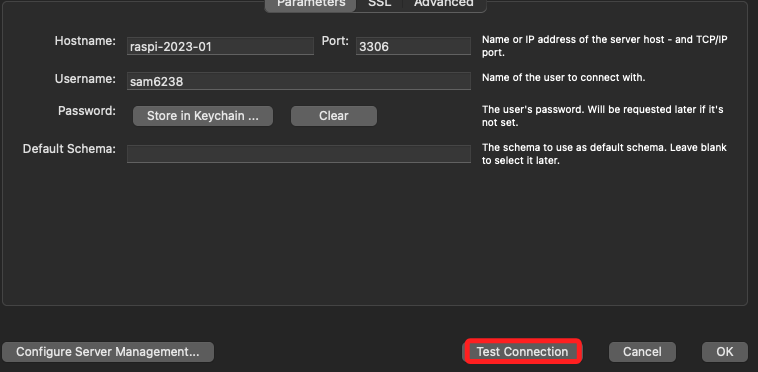 Parameters SSL Advanced
Hostname: raspi-2023-01 Port: 3306 Name or IP address of the server host - and TCP/IP
port.
Username: sam6238 Name of the user to connect with.
Password: Store in Keychain ... Clear The user's password. Will be requested later if it's
not set.
Default Schema: The schema to use as default schema. Leave blank
to select it later.
Configure Server Management... Test Connection Cancel OK